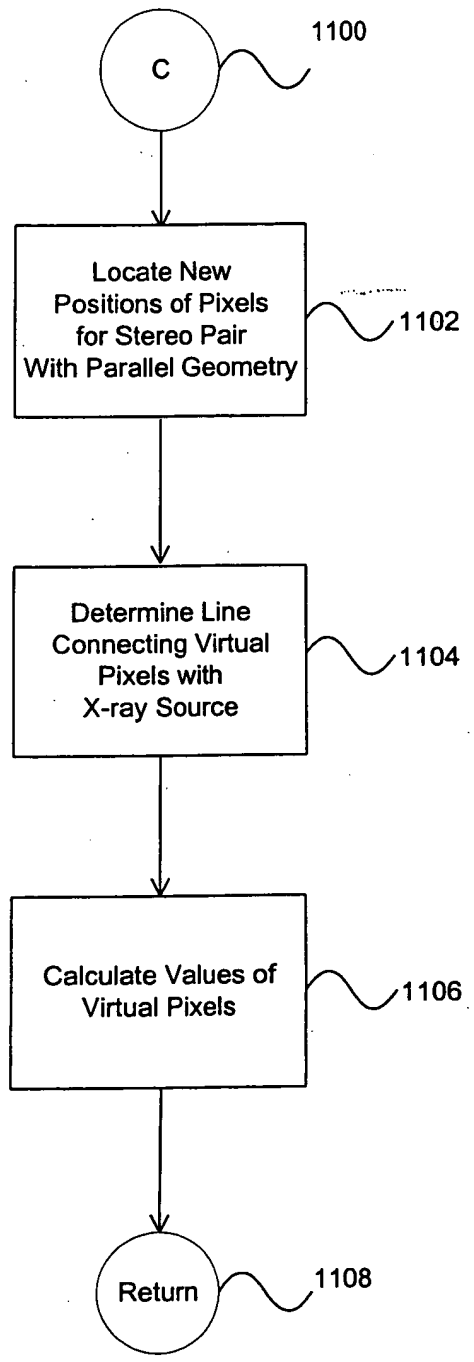 1100
C
Locate New
Positions of Pixels
for Stereo Pair
With Parallel Geometry
1102
Determine Line
Connecting Virtual
Pixels with
X-ray Source
1104
Calculate Values of
Virtual Pixels
1106
Return
1108